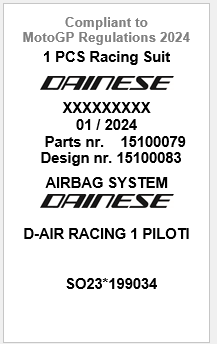 Compliant to
MotoGP Regulations 2024
1 PCS Racing Suit
DAINESE
XXXXXXXXX
01 / 2024
Parts nr. 15100079
Design nr. 15100083
AIRBAG SYSTEM
DAINESE
D-AIR RACING 1 PILOTI
SO23*199034